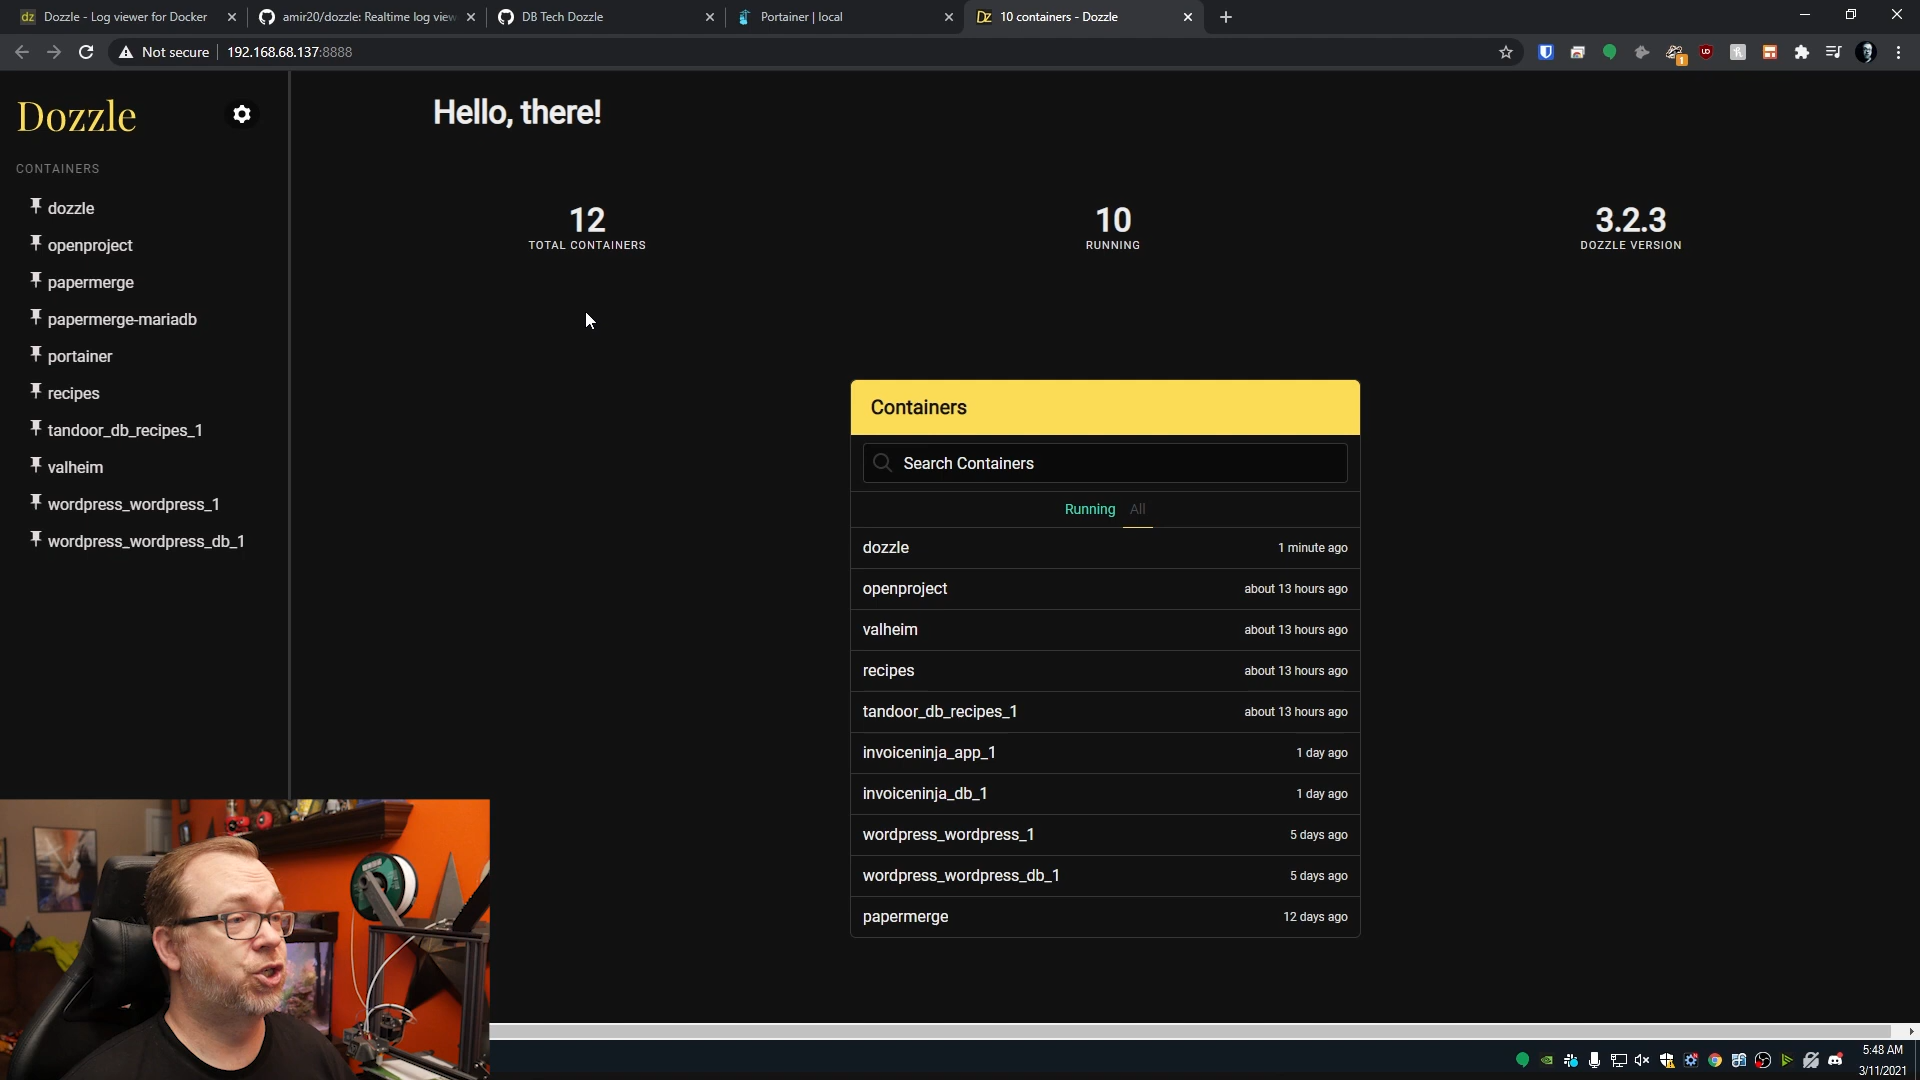 Dozzle - Log viewer for Docker
amir20/dozzle: Realtime log view
DB Tech Dozzle
Portainer | local
10 containers - Dozzle
Not secure
192.168.68.137:8888
Dozzle
CONTAINERS
dozzle
openproject
papermerge
papermerge-mariadb
portainer
recipes
tandoor_db_recipes_1
valheim
wordpress_wordpress_1
wordpress_wordpress_db_1
Hello, there!
12
TOTAL CONTAINERS
10
RUNNING
3.2.3
DOZZLE VERSION
Containers
Search Containers
Running All
dozzle 1 minute ago
openproject about 13 hours ago
valheim about 13 hours ago
recipes about 13 hours ago
tandoor_db_recipes_1 about 13 hours ago
invoiceninja_app_1 1 day ago
invoiceninja_db_1 1 day ago
wordpress_wordpress_1 5 days ago
wordpress_wordpress_db_1 5 days ago
papermerge 12 days ago
5:48 AM
3/11/2021